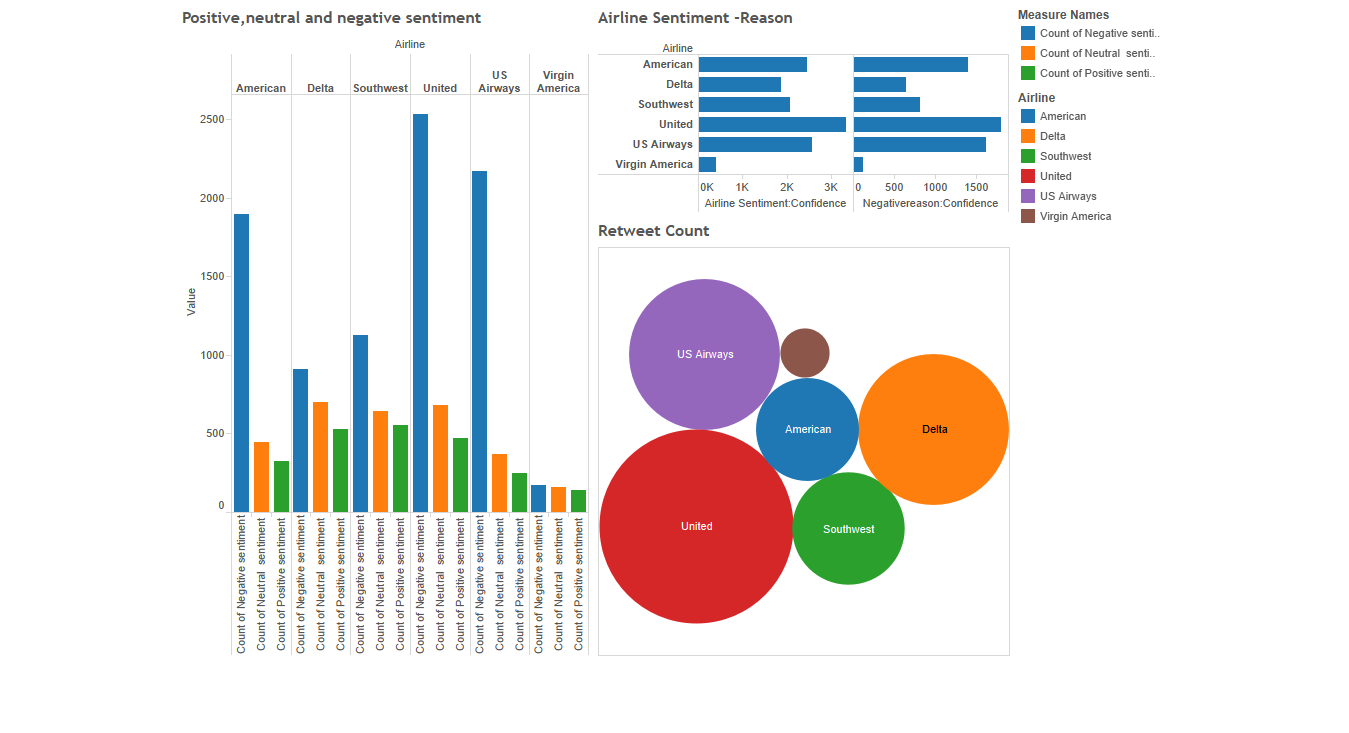 Positive,neutral and negative sentiment
Airline
American
Delta
Southwest
United
US
Airways
Virgin
America
2500
2000
1500
1000
500
0
Value
Count of Negative sentiment
Count of Neutral  sentiment
Count of Positive sentiment
Count of Negative sentiment
Count of Neutral  sentiment
Count of Positive sentiment
Count of Negative sentiment
Count of Neutral  sentiment
Count of Positive sentiment
Count of Negative sentiment
Count of Neutral  sentiment
Count of Positive sentiment
Count of Negative sentiment
Count of Neutral  sentiment
Count of Positive sentiment
Count of Negative sentiment
Count of Neutral  sentiment
Count of Positive sentiment
Airline Sentiment -Reason
Airline
American
Delta
Southwest
United
US Airways
Virgin America
0K 1K 2K 3K
0 500 1000 1500
Airline Sentiment:Confidence
Negativereason:Confidence
Retweet Count
US Airways
American
Delta
United
Southwest
Measure Names
Count of Negative senti..
Count of Neutral  senti..
Count of Positive senti..
Airline
American
Delta
Southwest
United
US Airways
Virgin America